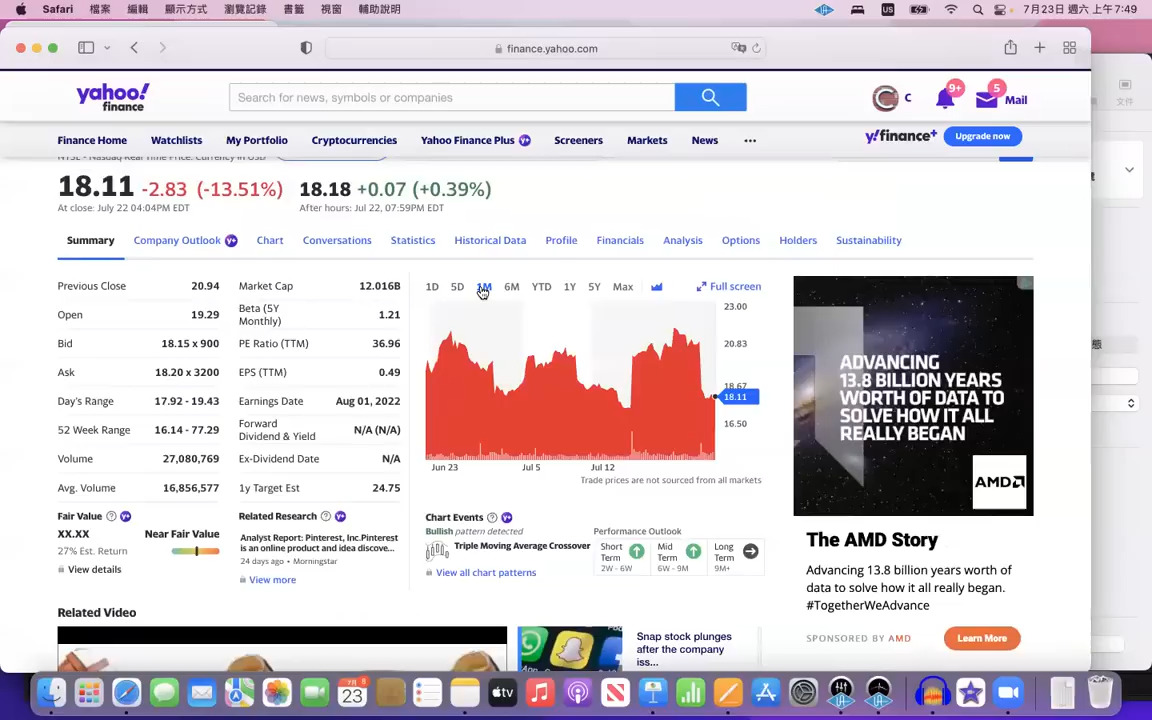 Safari 檔案 編輯 顯示方式 瀏覽記錄 書籤 視窗 輔助說明 US 7月23日 週六 上午7:49
finance.yahoo.com
yahoo! finance
Search for news, symbols or companies
C 9+ 5 Mail
文件
Finance Home Watchlists My Portfolio Cryptocurrencies Yahoo Finance Plus Y+ Screeners Markets News ... y!finance+ Upgrade now
18.11 -2.83 (-13.51%) 18.18 +0.07 (+0.39%)
At close: July 22 04:04PM EDT After hours: Jul 22, 07:59PM EDT
Summary Company Outlook Y+ Chart Conversations Statistics Historical Data Profile Financials Analysis Options Holders Sustainability
Previous Close 20.94
Open 19.29
Bid 18.15 x 900
Ask 18.20 x 3200
Day's Range 17.92 - 19.43
52 Week Range 16.14 - 77.29
Volume 27,080,769
Avg. Volume 16,856,577
Market Cap 12.016B
Beta (5Y
Monthly) 1.21
PE Ratio (TTM) 36.96
EPS (TTM) 0.49
Earnings Date Aug 01, 2022
Forward
Dividend & Yield N/A (N/A)
Ex-Dividend Date N/A
1y Target Est 24.75
Fair Value ? Y+
XX.XX Near Fair Value
27% Est. Return
View details
Related Research ? Y+
Analyst Report: Pinterest, Inc.Pinterest
is an online product and idea discove...
24 days ago • Morningstar
View more
1D 5D 1M 6M YTD 1Y 5Y Max Full screen
23.00
20.83
18.67
18.11
16.50
Jun 23 Jul 5 Jul 12
Trade prices are not sourced from all markets
Chart Events ? Y+
Bullish pattern detected
Triple Moving Average Crossover
View all chart patterns
Performance Outlook
Short
Term
2W - 6W
Mid
Term
6W - 9M
Long
Term
9M+
ADVANCING
13.8 BILLION YEARS
WORTH OF DATA TO
SOLVE HOW IT ALL
REALLY BEGAN
AMD
The AMD Story
Advancing 13.8 billion years worth of
data to solve how it all really began.
#TogetherWeAdvance
SPONSORED BY AMD Learn More
Related Video
Snap stock plunges
after the company
iss...
7月 8
23
tv